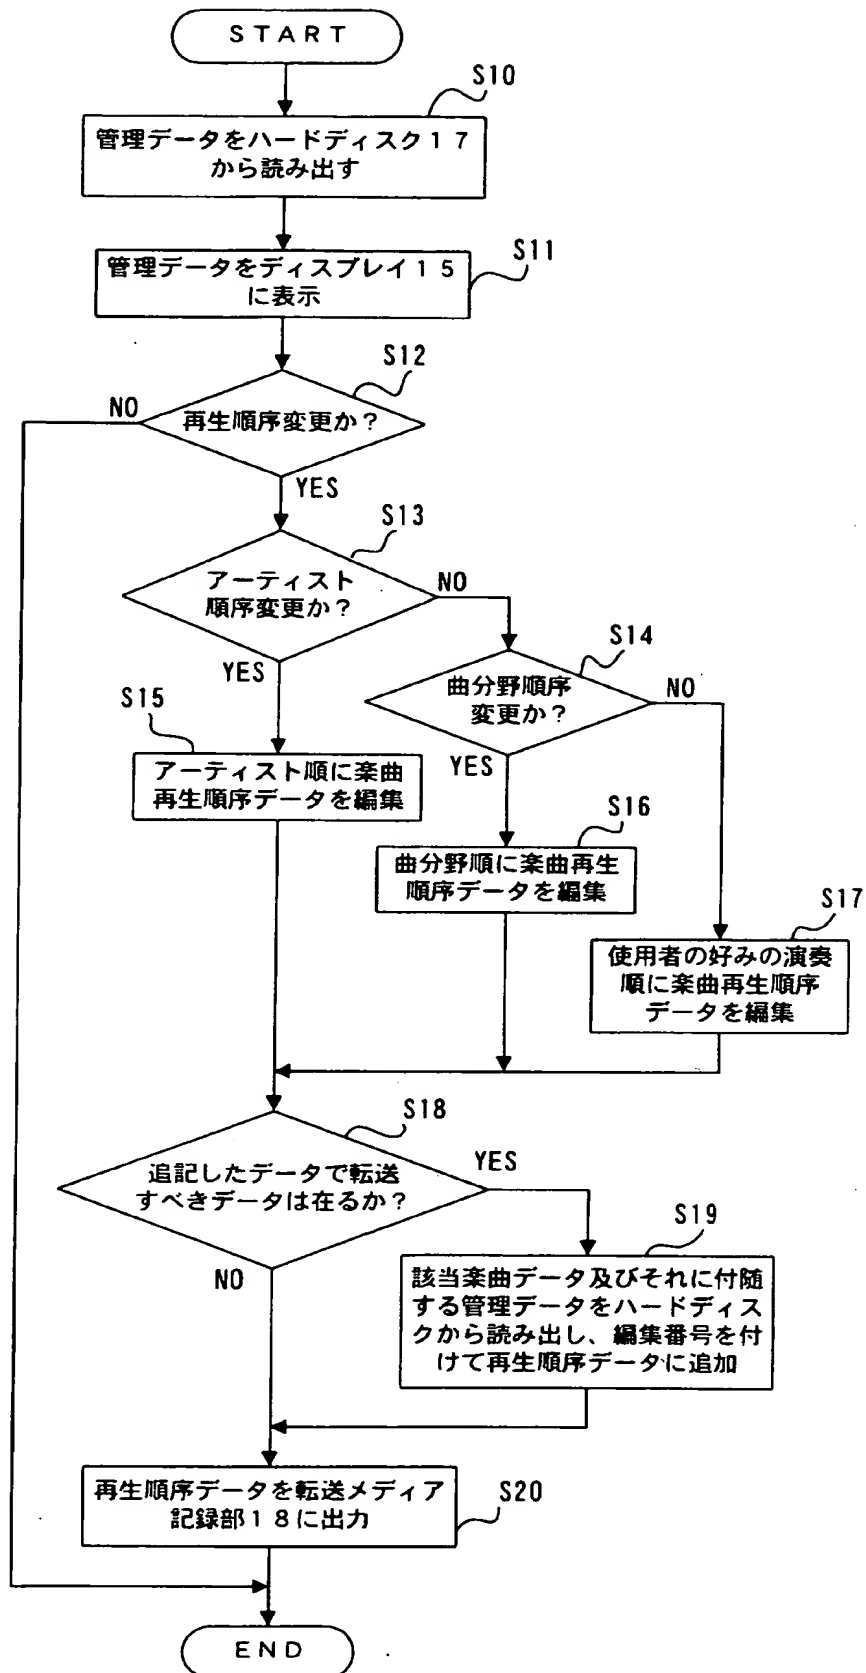 START
S10
管理データをハードディスク17
から読み出す
S11
管理データをディスプレイ15
に表示
S12
再生順序変更か?
NO
YES
S13
アーティスト
順序変更か?
NO
YES
S14
曲分野順序
変更か?
NO
YES
S15
アーティスト順に楽曲
再生順序データを編集
S16
曲分野順に楽曲再生
順序データを編集
S17
使用者の好みの演奏
順に楽曲再生順序
データを編集
S18
追記したデータで転送
すべきデータは在るか?
YES
NO
S19
該当楽曲データ及びそれに付随
する管理データをハードディス
クから読み出し、編集番号を付
けて再生順序データに追加
再生順序データを転送メディア
記録部18に出力
S20
END